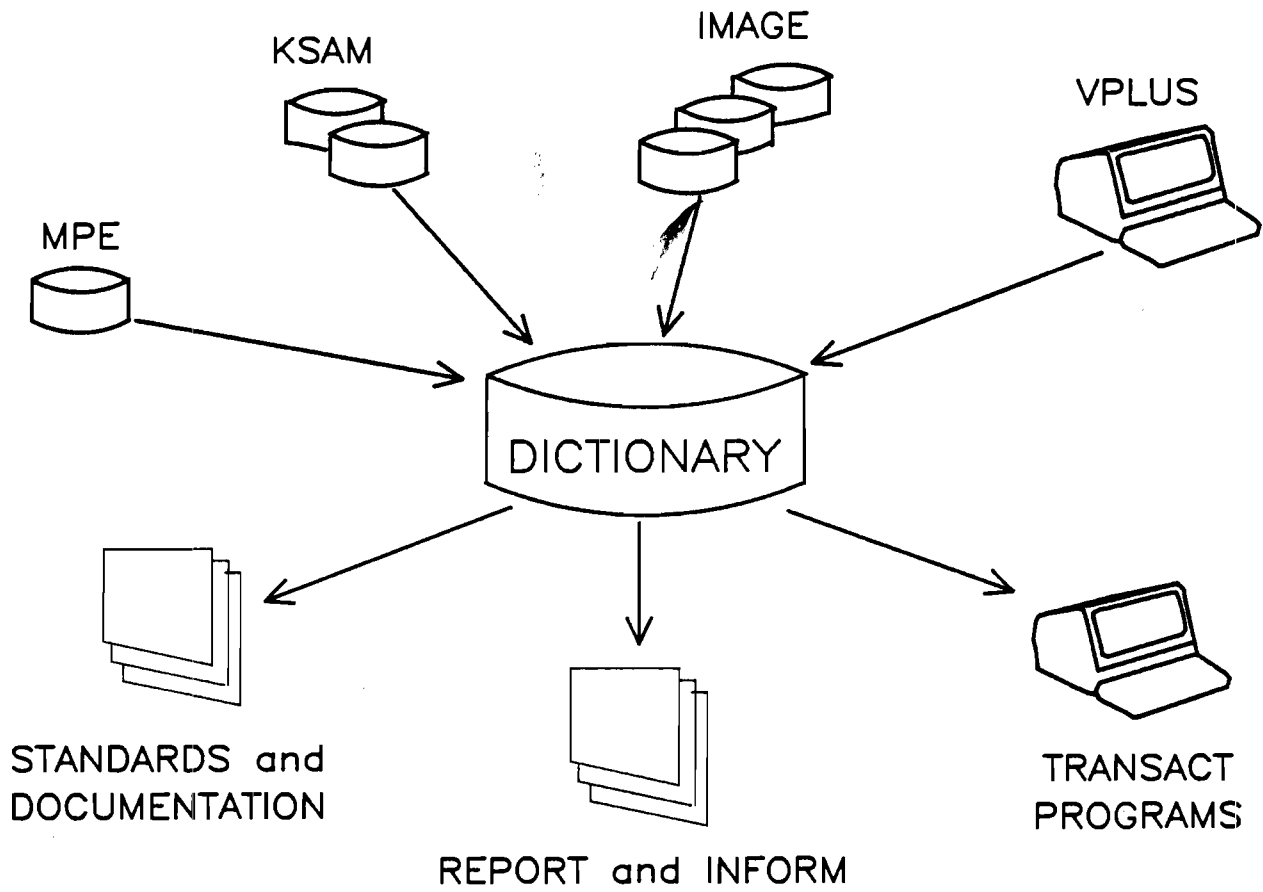 IMAGE
KSAM
VPLUS
MPE
DICTIONARY
STANDARDS and
DOCUMENTATION
REPORT and INFORM
TRANSACT
PROGRAMS